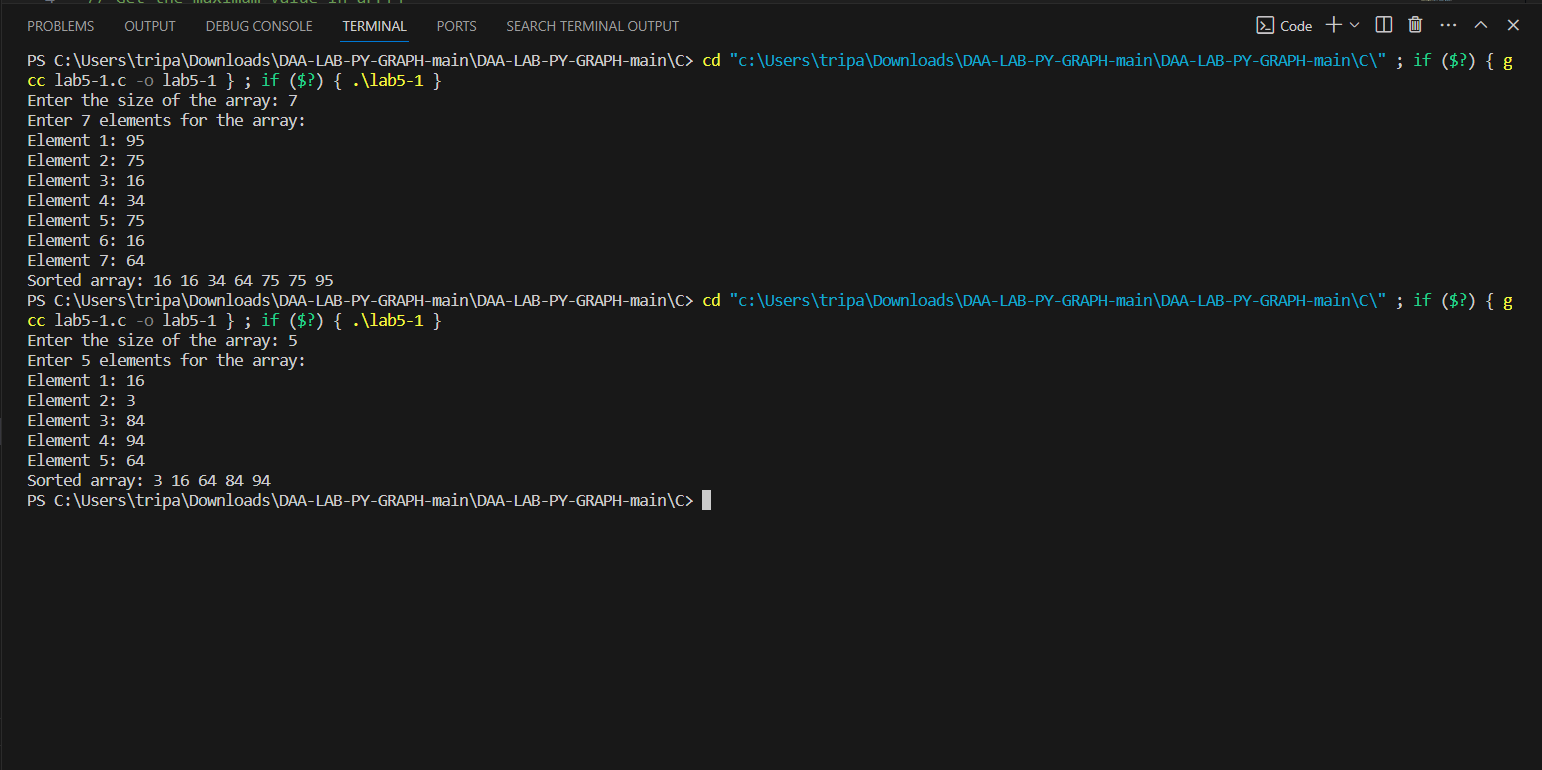 // Get the maximum value in arr[]
PROBLEMS OUTPUT DEBUG CONSOLE TERMINAL PORTS SEARCH TERMINAL OUTPUT Code
PS C:\Users\tripa\Downloads\DAA-LAB-PY-GRAPH-main\DAA-LAB-PY-GRAPH-main\C> cd "c:\Users\tripa\Downloads\DAA-LAB-PY-GRAPH-main\DAA-LAB-PY-GRAPH-main\C\" ; if ($?) { g
cc lab5-1.c -o lab5-1 } ; if ($?) { .\lab5-1 }
Enter the size of the array: 7
Enter 7 elements for the array:
Element 1: 95
Element 2: 75
Element 3: 16
Element 4: 34
Element 5: 75
Element 6: 16
Element 7: 64
Sorted array: 16 16 34 64 75 75 95
PS C:\Users\tripa\Downloads\DAA-LAB-PY-GRAPH-main\DAA-LAB-PY-GRAPH-main\C> cd "c:\Users\tripa\Downloads\DAA-LAB-PY-GRAPH-main\DAA-LAB-PY-GRAPH-main\C\" ; if ($?) { g
cc lab5-1.c -o lab5-1 } ; if ($?) { .\lab5-1 }
Enter the size of the array: 5
Enter 5 elements for the array:
Element 1: 16
Element 2: 3
Element 3: 84
Element 4: 94
Element 5: 64
Sorted array: 3 16 64 84 94
PS C:\Users\tripa\Downloads\DAA-LAB-PY-GRAPH-main\DAA-LAB-PY-GRAPH-main\C>